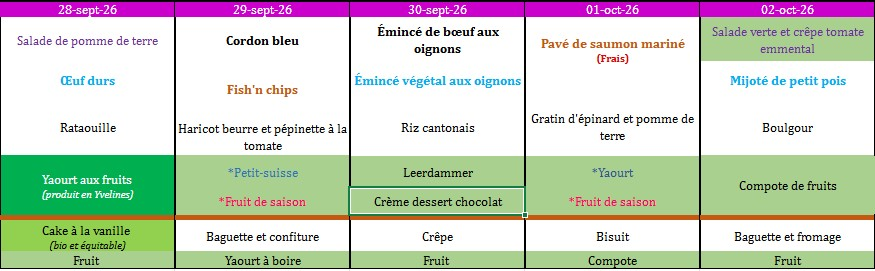 28-sept-26
Salade de pomme de terre
Œuf durs
Rataouille
Yaourt aux fruits
(produit en Yvelines)
Cake à la vanille
(bio et équitable)
Fruit
29-sept-26
Cordon bleu
Fish'n chips
Haricot beurre et pépinette à la
tomate
*Petit-suisse
*Fruit de saison
Baguette et confiture
Yaourt à boire
30-sept-26
Émincé de bœuf aux
oignons
Émincé végétal aux oignons
Riz cantonais
Leerdammer
Crème dessert chocolat
Crêpe
Fruit
01-oct-26
Pavé de saumon mariné
(Frais)
Gratin d'épinard et pomme de
terre
*Yaourt
*Fruit de saison
Bisuit
Compote
02-oct-26
Salade verte et crêpe tomate
emmental
Mijoté de petit pois
Boulgour
Compote de fruits
Baguette et fromage
Fruit